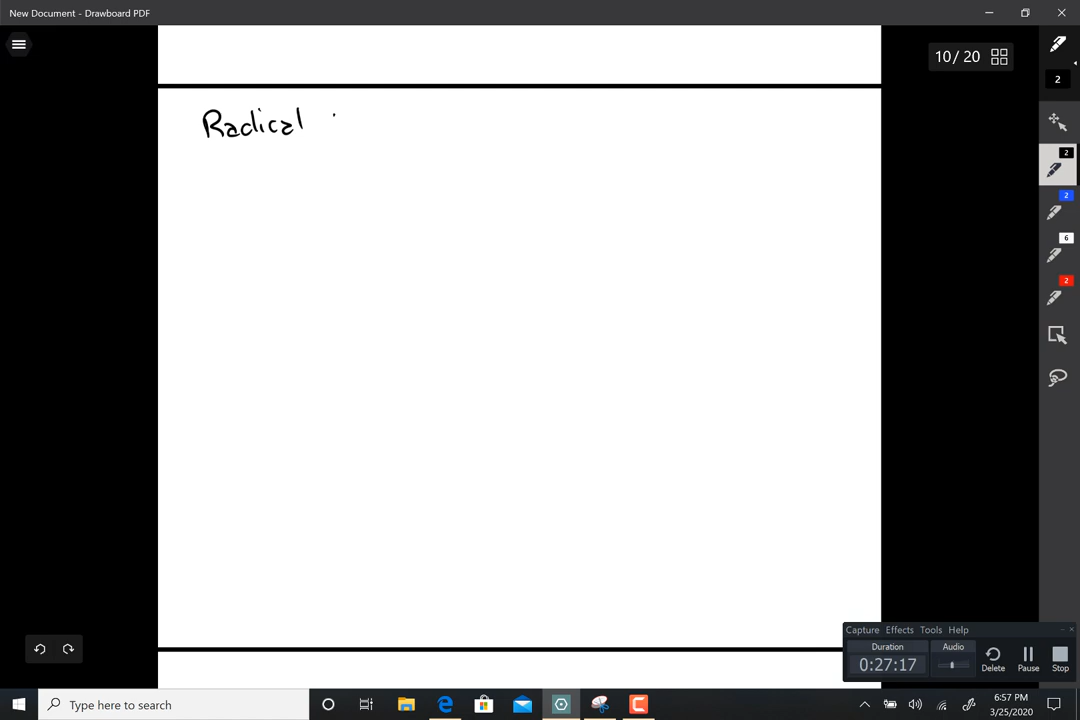 New Document - Drawboard PDF
10 / 20
2
Radical
2
2
6
2
Capture Effects Tools Help
Duration
Audio
0:27:17
Delete
Pause
Stop
Type here to search
6:57 PM
3/25/2020